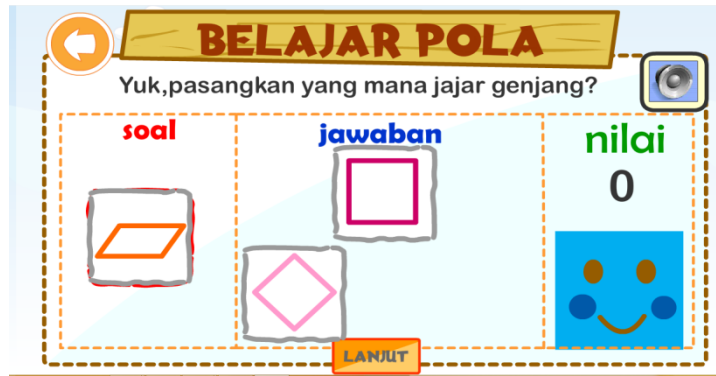 BELAJAR POLA
Yuk,pasangkan yang mana jajar genjang?
soal
jawaban
nilai
0
LANJUT